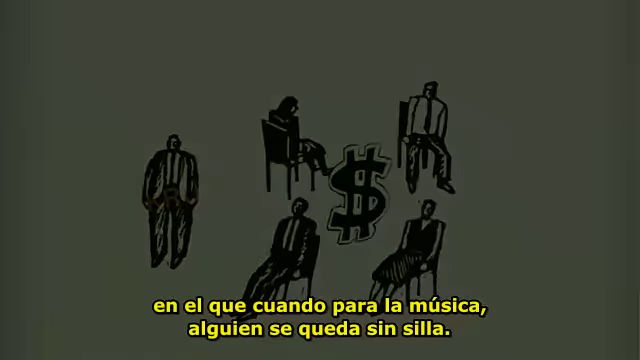 $
en el que cuando para la música,
alguien se queda sin silla.